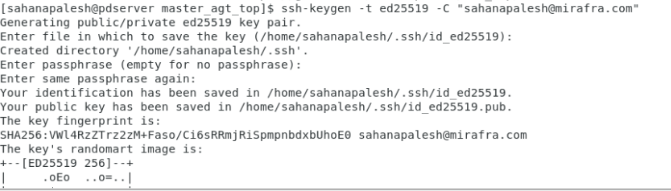 [sahanapalesh@pdserver master_agt_top]$ ssh-keygen -t ed25519 -C "sahanapalesh@mirafra.com"
Generating public/private ed25519 key pair.
Enter file in which to save the key (/home/sahanapalesh/.ssh/id_ed25519):
Created directory '/home/sahanapalesh/.ssh'.
Enter passphrase (empty for no passphrase):
Enter same passphrase again:
Your identification has been saved in /home/sahanapalesh/.ssh/id_ed25519.
Your public key has been saved in /home/sahanapalesh/.ssh/id_ed25519.pub.
The key fingerprint is:
SHA256:VWl4RzZTrz2zM+Faso/Ci6sRRmjRiSpmpnbdxbUhoE0 sahanapalesh@mirafra.com
The key's randomart image is:
+--[ED25519 256]--+
|     .oEo  ..o=..|